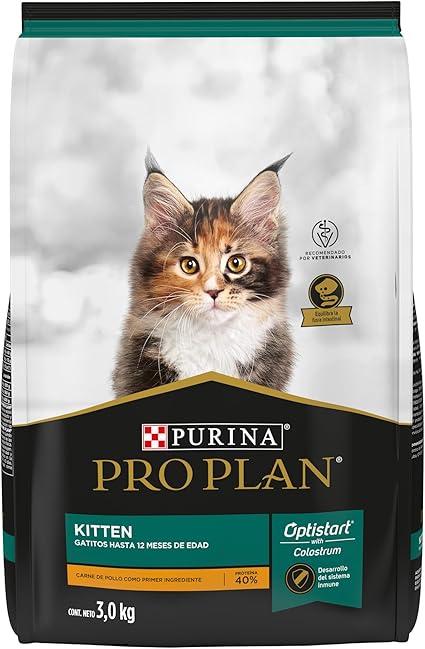 RECOMENDADO
POR VETERINARIOS
Equilibra la
flora intestinal
PURINA®
PRO PLAN®
KITTEN
GATITOS HASTA 12 MESES DE EDAD
Optistart®
with
Colostrum
CARNE DE POLLO COMO PRIMER INGREDIENTE
PROTEÍNA
40%
Desarrollo
del sistema
inmune
CONT. NETO 3,0 kg